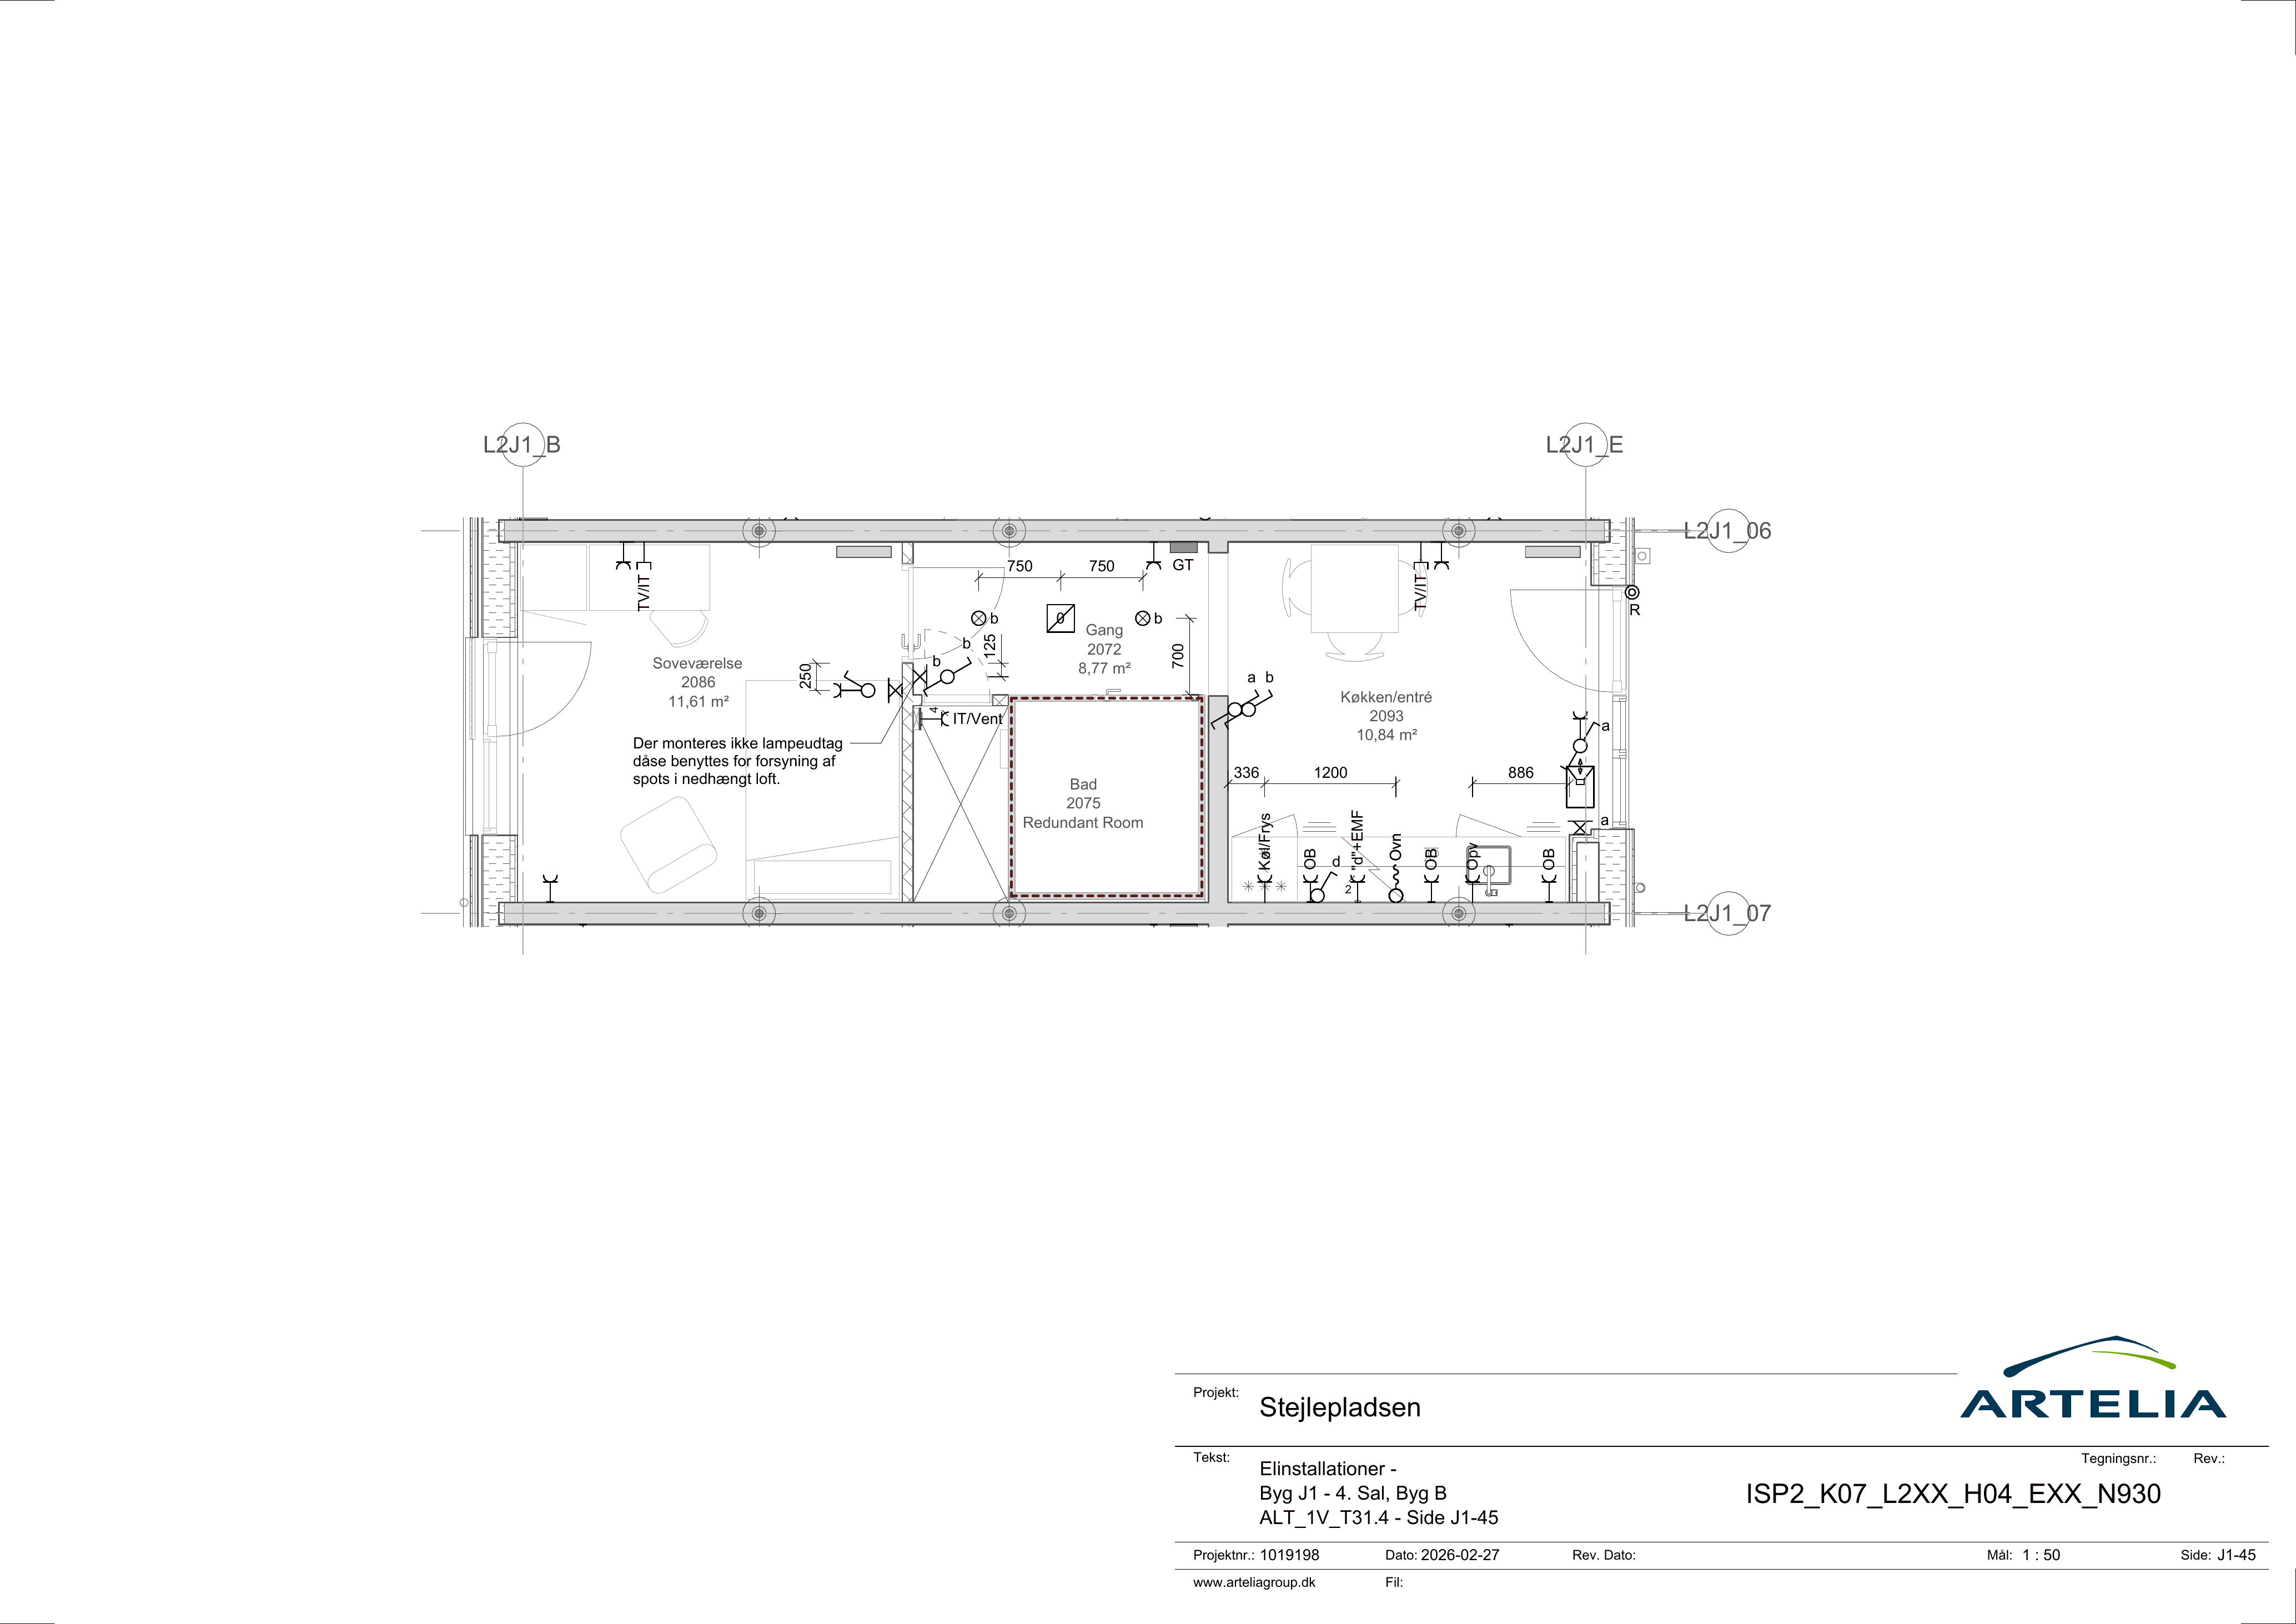 L2J1_B
L2J1_E
L2J1_06
750
750
GT
TV/IT
TV/IT
R
b
0
b
Gang
2072
8,77 m²
b
125
700
b
Soveværelse
2086
11,61 m²
250
a b
Køkken/entré
2093
10,84 m²
4
IT/Vent
a
Der monteres ikke lampeudtag
dåse benyttes for forsyning af
spots i nedhængt loft.
336
1200
886
Bad
2075
Redundant Room
a
Køl/Frys
OB
d
2
"d"+EMF
Ovn
OB
Opv
OB
L2J1_07
ARTELIA
Projekt:
Stejlepladsen
Tekst:
Elinstallationer -
Byg J1 - 4. Sal, Byg B
ALT_1V_T31.4 - Side J1-45
Tegningsnr.:
Rev.:
ISP2_K07_L2XX_H04_EXX_N930
Projektnr.: 1019198
Dato: 2026-02-27
Rev. Dato:
Mål: 1 : 50
Side: J1-45
www.arteliagroup.dk
Fil: